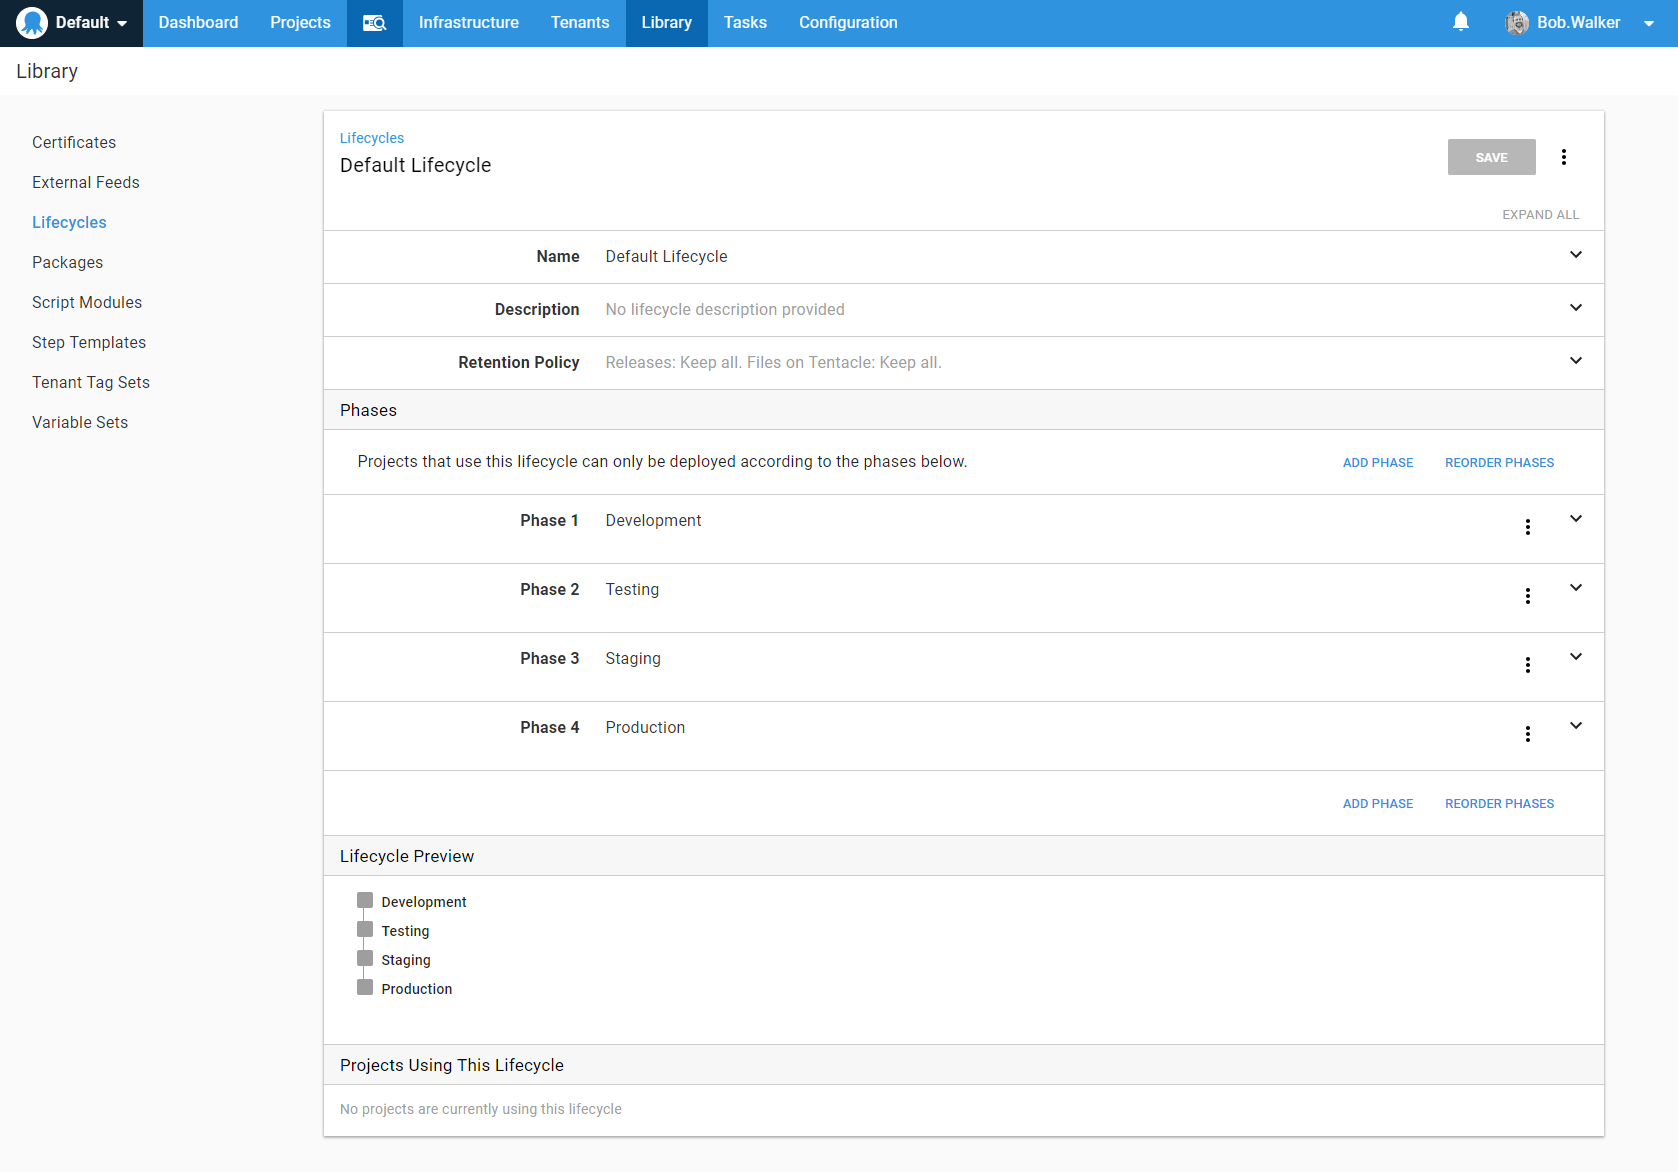 Default Dashboard Projects Infrastructure Tenants Library Tasks Configuration Bob.Walker
Library
Certificates
External Feeds
Lifecycles
Packages
Script Modules
Step Templates
Tenant Tag Sets
Variable Sets
Lifecycles
Default Lifecycle
SAVE
EXPAND ALL
Name Default Lifecycle
Description No lifecycle description provided
Retention Policy Releases: Keep all. Files on Tentacle: Keep all.
Phases
Projects that use this lifecycle can only be deployed according to the phases below. ADD PHASE REORDER PHASES
Phase 1 Development
Phase 2 Testing
Phase 3 Staging
Phase 4 Production
ADD PHASE REORDER PHASES
Lifecycle Preview
Development
Testing
Staging
Production
Projects Using This Lifecycle
No projects are currently using this lifecycle